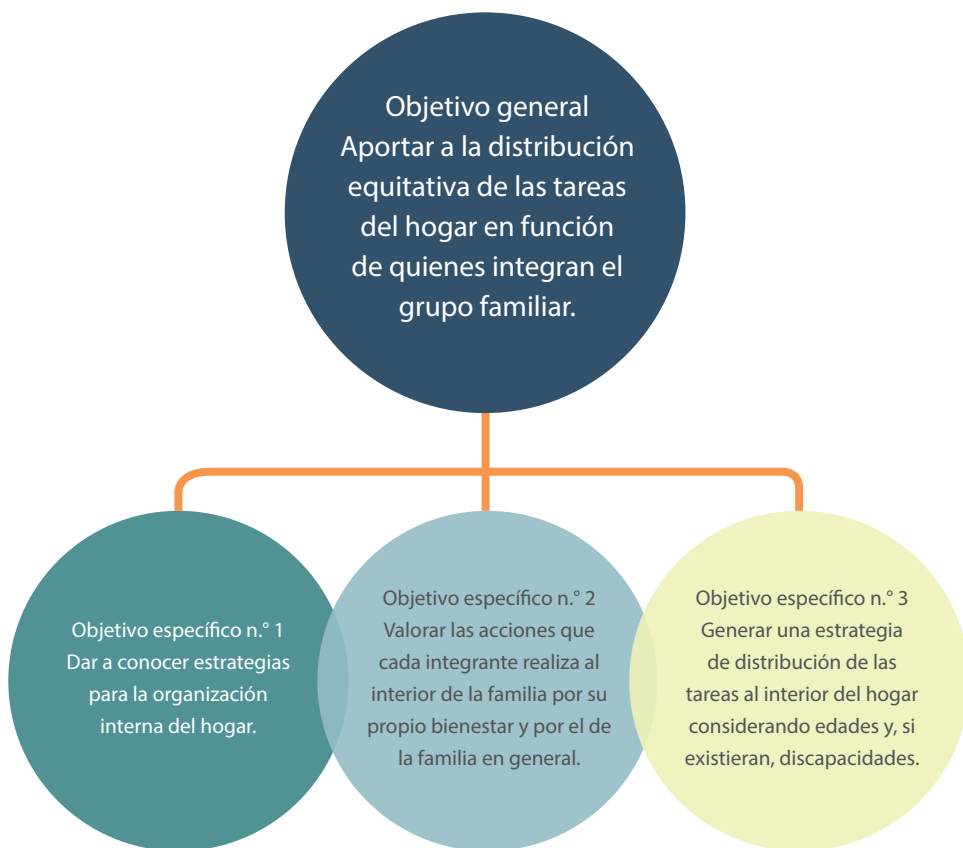 Objetivo general
Aportar a la distribución
equitativa de las tareas
del hogar en función
de quienes integran el
grupo familiar.
Objetivo específico n.° 1
Dar a conocer estrategias
para la organización
interna del hogar.
Objetivo específico n.° 2
Valorar las acciones que
cada integrante realiza al
interior de la familia por su
propio bienestar y por el de
la familia en general.
Objetivo específico n.° 3
Generar una estrategia
de distribución de las
tareas al interior del hogar
considerando edades y, si
existieran, discapacidades.